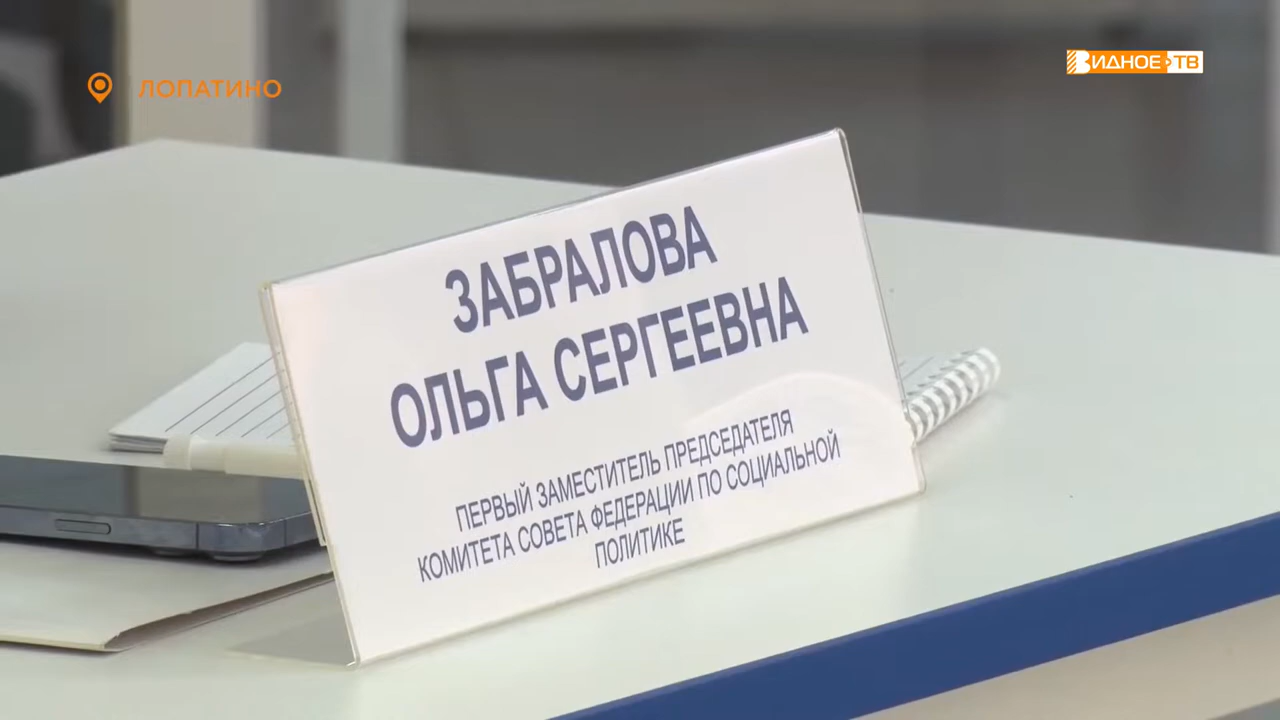 ЛОПАТИНО
ВИДНОЕ ТВ
ЗАБРАЛОВА
ОЛЬГА СЕРГЕЕВНА
ПЕРВЫЙ ЗАМЕСТИТЕЛЬ ПРЕДСЕДАТЕЛЯ
КОМИТЕТА СОВЕТА ФЕДЕРАЦИИ ПО СОЦИАЛЬНОЙ
ПОЛИТИКЕ